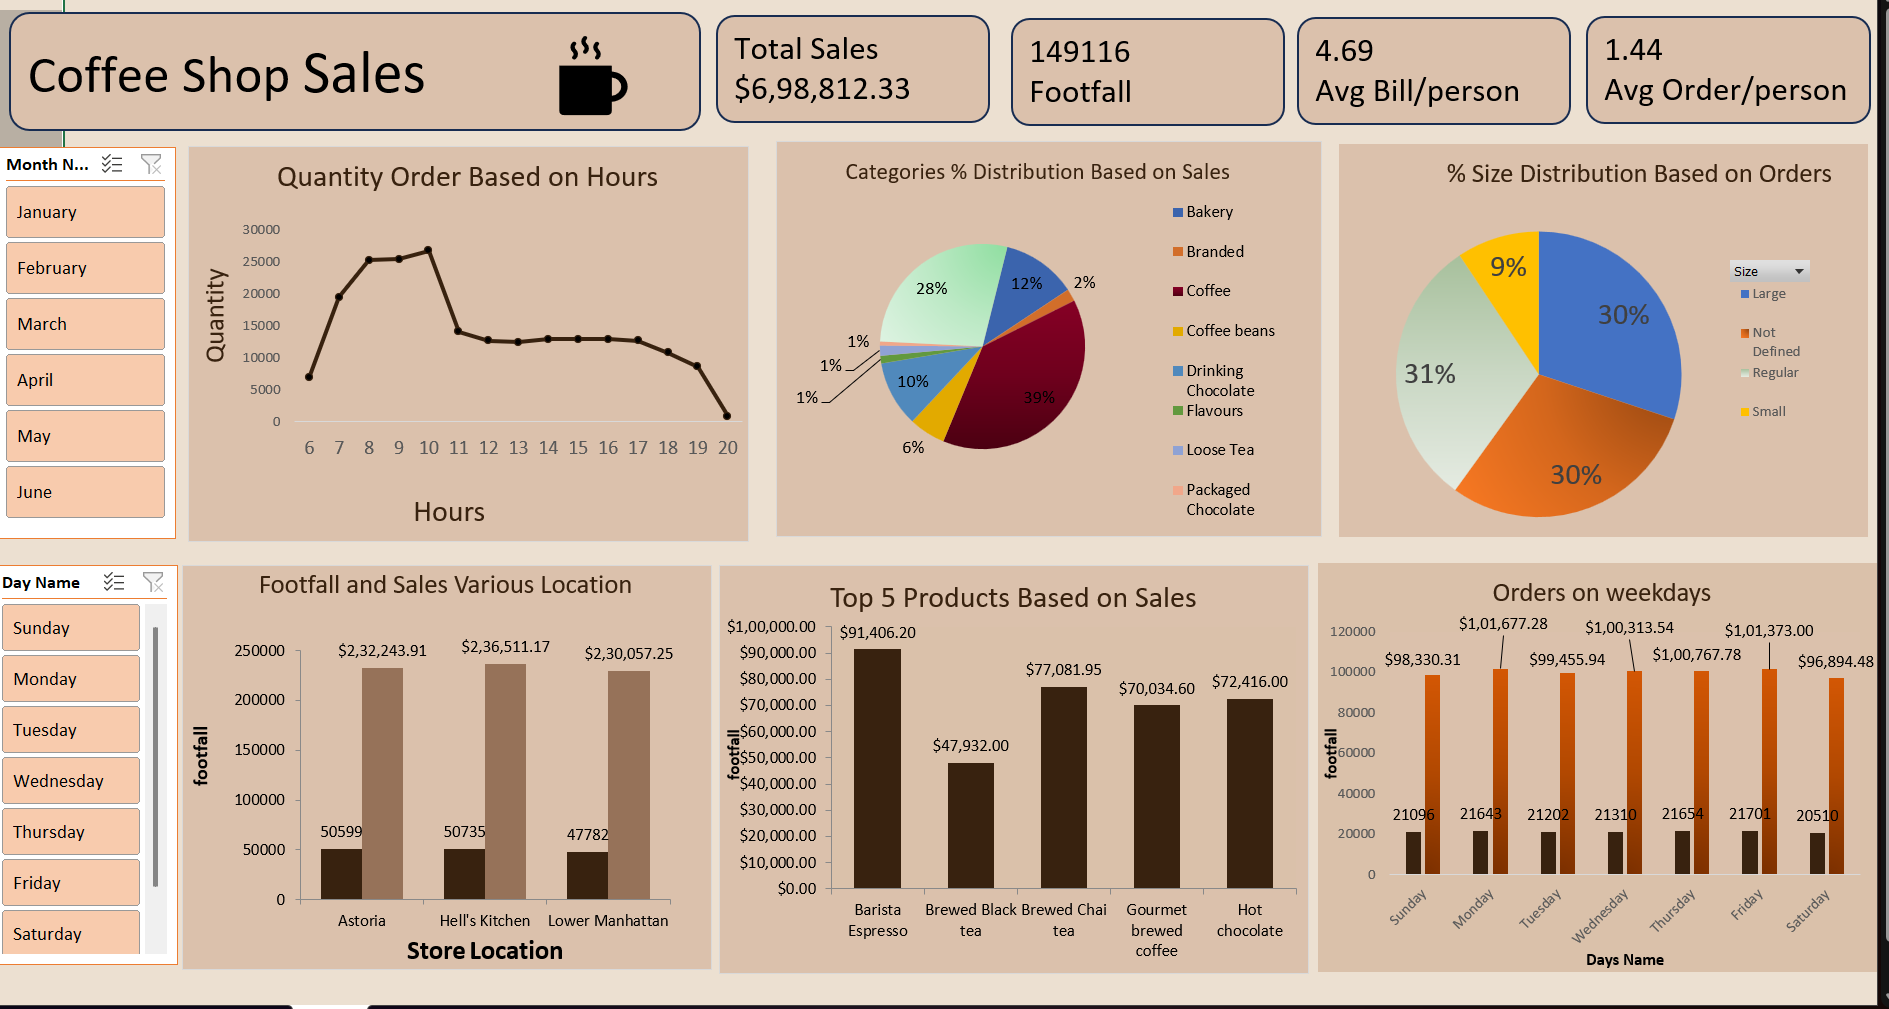 Coffee Shop Sales
Total Sales
$6,98,812.33
149116
Footfall
4.69
Avg Bill/person
1.44
Avg Order/person
Month N...
January
February
March
April
May
June
Quantity Order Based on Hours
Quantity
30000
25000
20000
15000
10000
5000
0
6 7 8 9 10 11 12 13 14 15 16 17 18 19 20
Hours
Categories % Distribution Based on Sales
28%
12%
2%
39%
6%
10%
1%
1%
1%
Bakery
Branded
Coffee
Coffee beans
Drinking
Chocolate
Flavours
Loose Tea
Packaged
Chocolate
% Size Distribution Based on Orders
9%
30%
31%
30%
Size
Large
Not
Defined
Regular
Small
Day Name
Sunday
Monday
Tuesday
Wednesday
Thursday
Friday
Saturday
Footfall and Sales Various Location
footfall
250000
200000
150000
100000
50000
0
$2,32,243.91
$2,36,511.17
$2,30,057.25
50599
50735
47782
Astoria
Hell's Kitchen
Lower Manhattan
Store Location
Top 5 Products Based on Sales
footfall
$1,00,000.00
$90,000.00
$80,000.00
$70,000.00
$60,000.00
$50,000.00
$40,000.00
$30,000.00
$20,000.00
$10,000.00
$0.00
$91,406.20
$47,932.00
$77,081.95
$70,034.60
$72,416.00
Barista
Espresso
Brewed Black
tea
Brewed Chai
tea
Gourmet
brewed
coffee
Hot
chocolate
Orders on weekdays
footfall
120000
100000
80000
60000
40000
20000
0
$98,330.31
$1,01,677.28
$99,455.94
$1,00,313.54
$1,00,767.78
$1,01,373.00
$96,894.48
21096
21643
21202
21310
21654
21701
20510
Sunday
Monday
Tuesday
Wednesday
Thursday
Friday
Saturday
Days Name